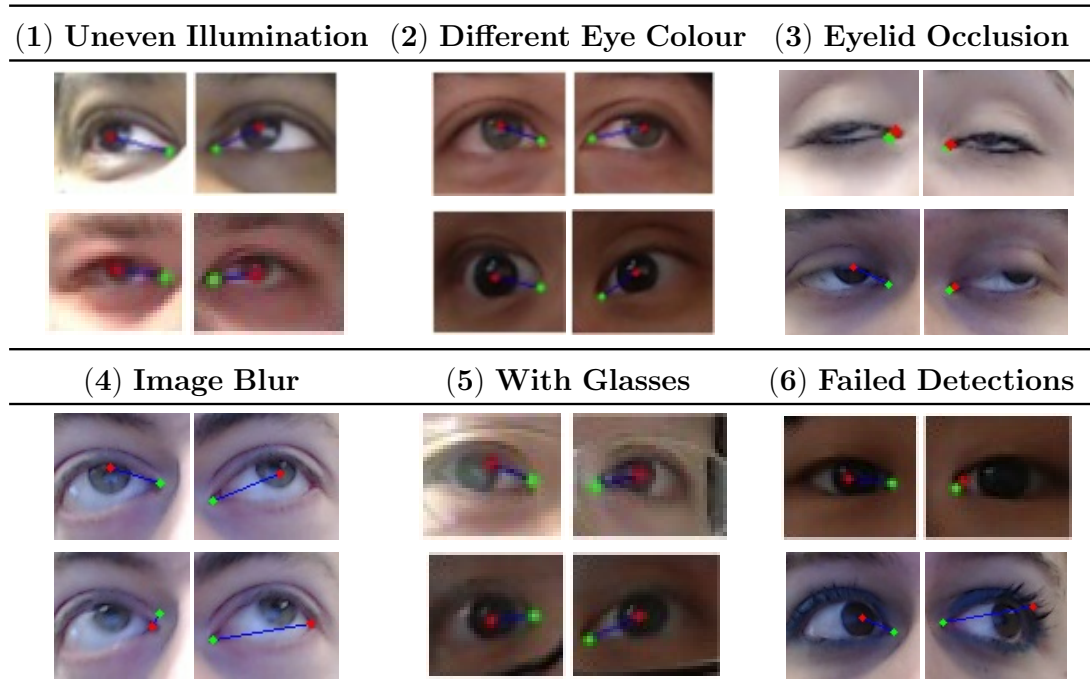 (1) Uneven Illumination (2) Different Eye Colour (3) Eyelid Occlusion
(4) Image Blur (5) With Glasses (6) Failed Detections